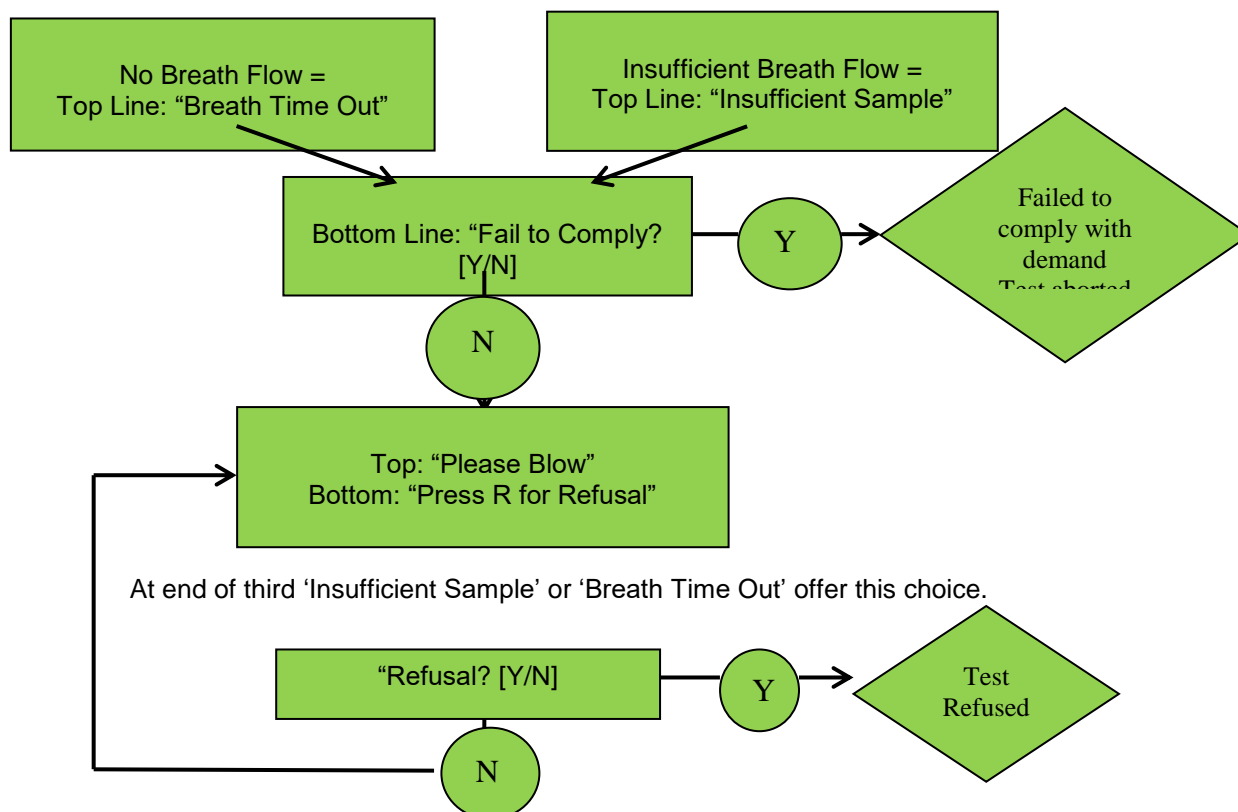 No Breath Flow =
Top Line: “Breath Time Out”
Insufficient Breath Flow =
Top Line: “Insufficient Sample”
Bottom Line: “Fail to Comply?
[Y/N]
Y
Failed to
comply with
demand
Test aborted
N
Top: “Please Blow”
Bottom: “Press R for Refusal”
At end of third ‘Insufficient Sample’ or ‘Breath Time Out’ offer this choice.
“Refusal? [Y/N]
Y
Test
Refused
N